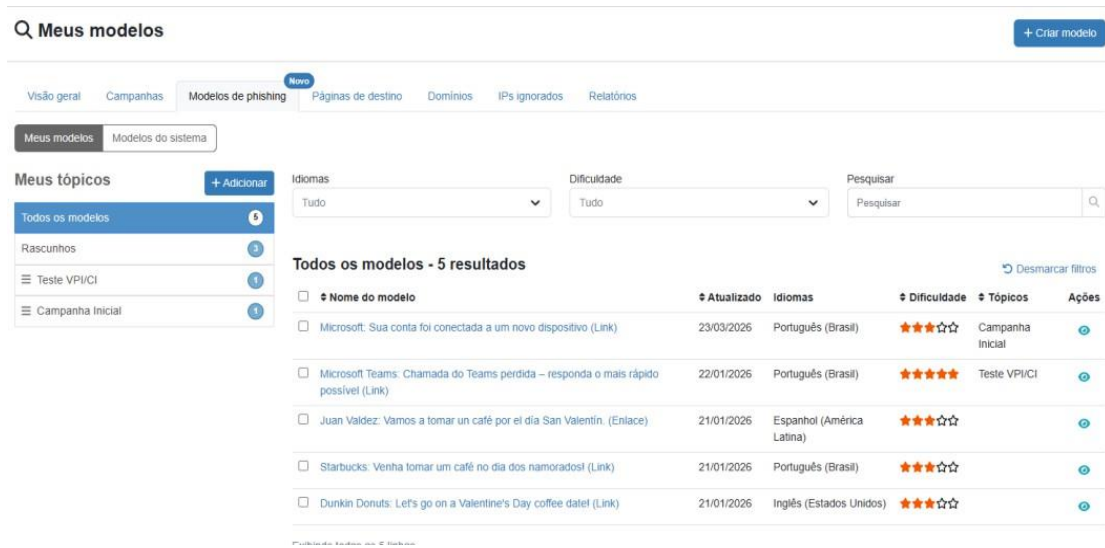 Meus modelos
+ Criar modelo
Novo
Visão geral Campanhas Modelos de phishing Páginas de destino Domínios IPs ignorados Relatórios
Meus modelos Modelos do sistema
Meus tópicos + Adicionar
Todos os modelos 5
Rascunhos 3
Teste VPI/CI 1
Campanha Inicial 1
Idiomas Dificuldade Pesquisar
Tudo Tudo Pesquisar
Todos os modelos - 5 resultados
Desmarcar filtros
Nome do modelo Atualizado Idiomas Dificuldade Tópicos Ações
Microsoft: Sua conta foi conectada a um novo dispositivo (Link) 23/03/2026 Português (Brasil) Campanha
Inicial
Microsoft Teams: Chamada do Teams perdida – responda o mais rápido 22/01/2026 Português (Brasil) Teste VPI/CI
possível (Link)
Juan Valdez: Vamos a tomar un café por el día San Valentín. (Enlace) 21/01/2026 Espanhol (América
Latina)
Starbucks: Venha tomar um café no dia dos namorados! (Link) 21/01/2026 Português (Brasil)
Dunkin Donuts: Let's go on a Valentine's Day coffee date! (Link) 21/01/2026 Inglês (Estados Unidos)
Exibindo todos os 5 linhas